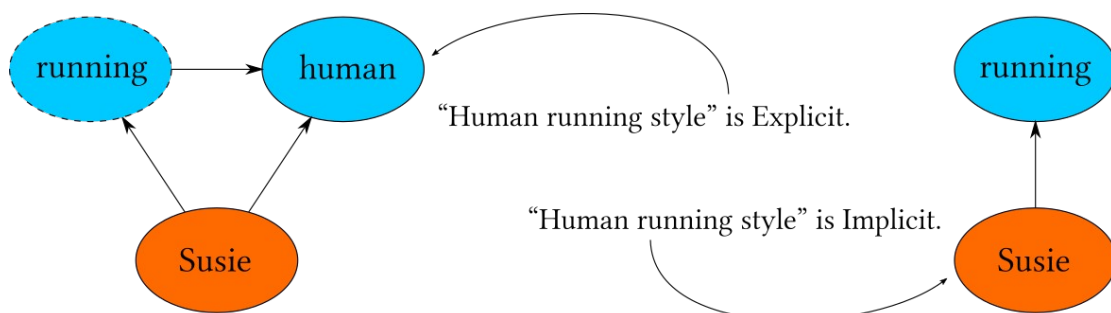 running
human
running
“Human running style” is Explicit.
“Human running style” is Implicit.
Susie
Susie